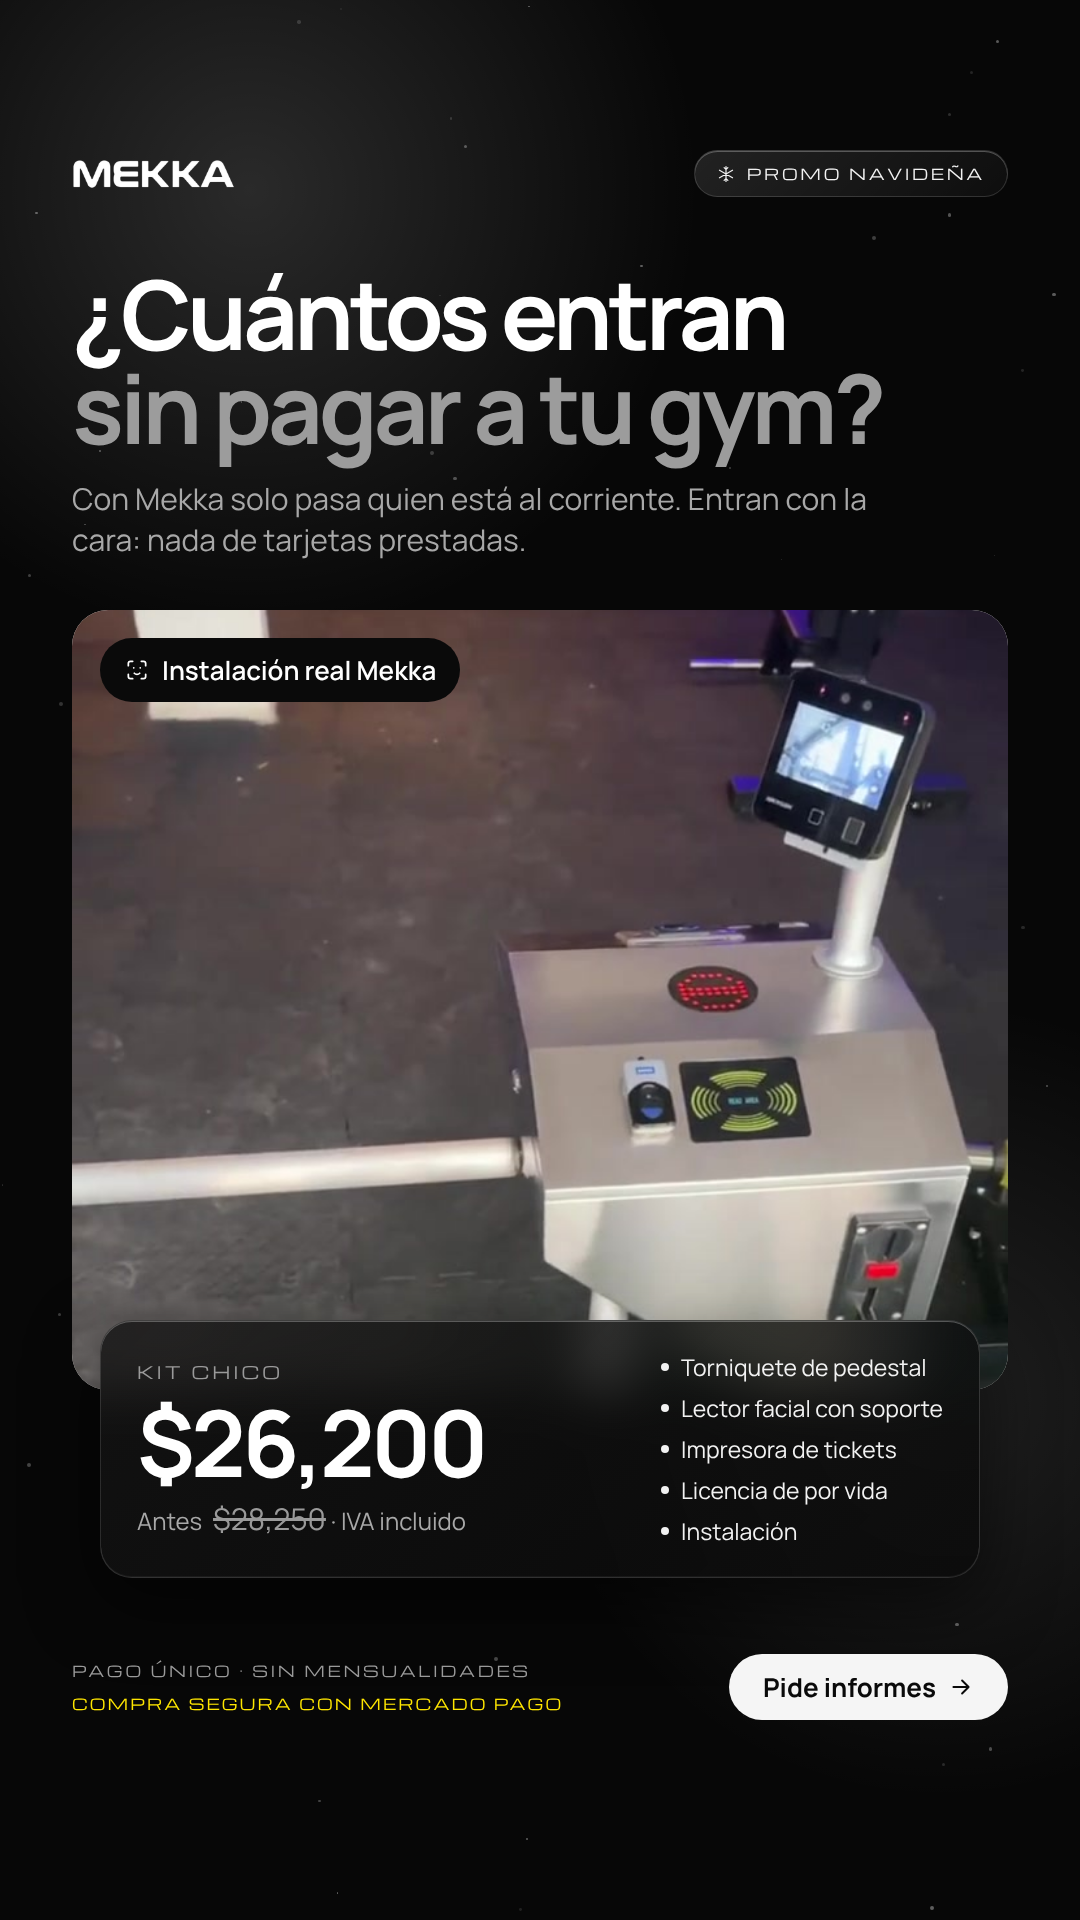 MEKKA
PROMO NAVIDEÑA
¿Cuántos entran
sin pagar a tu gym?
Con Mekka solo pasa quien está al corriente. Entran con la
cara: nada de tarjetas prestadas.
Instalación real Mekka
KIT CHICO
$26,200
Antes $28,250 · IVA incluido
Torniquete de pedestal
Lector facial con soporte
Impresora de tickets
Licencia de por vida
Instalación
PAGO ÚNICO · SIN MENSUALIDADES
COMPRA SEGURA CON MERCADO PAGO
Pide informes